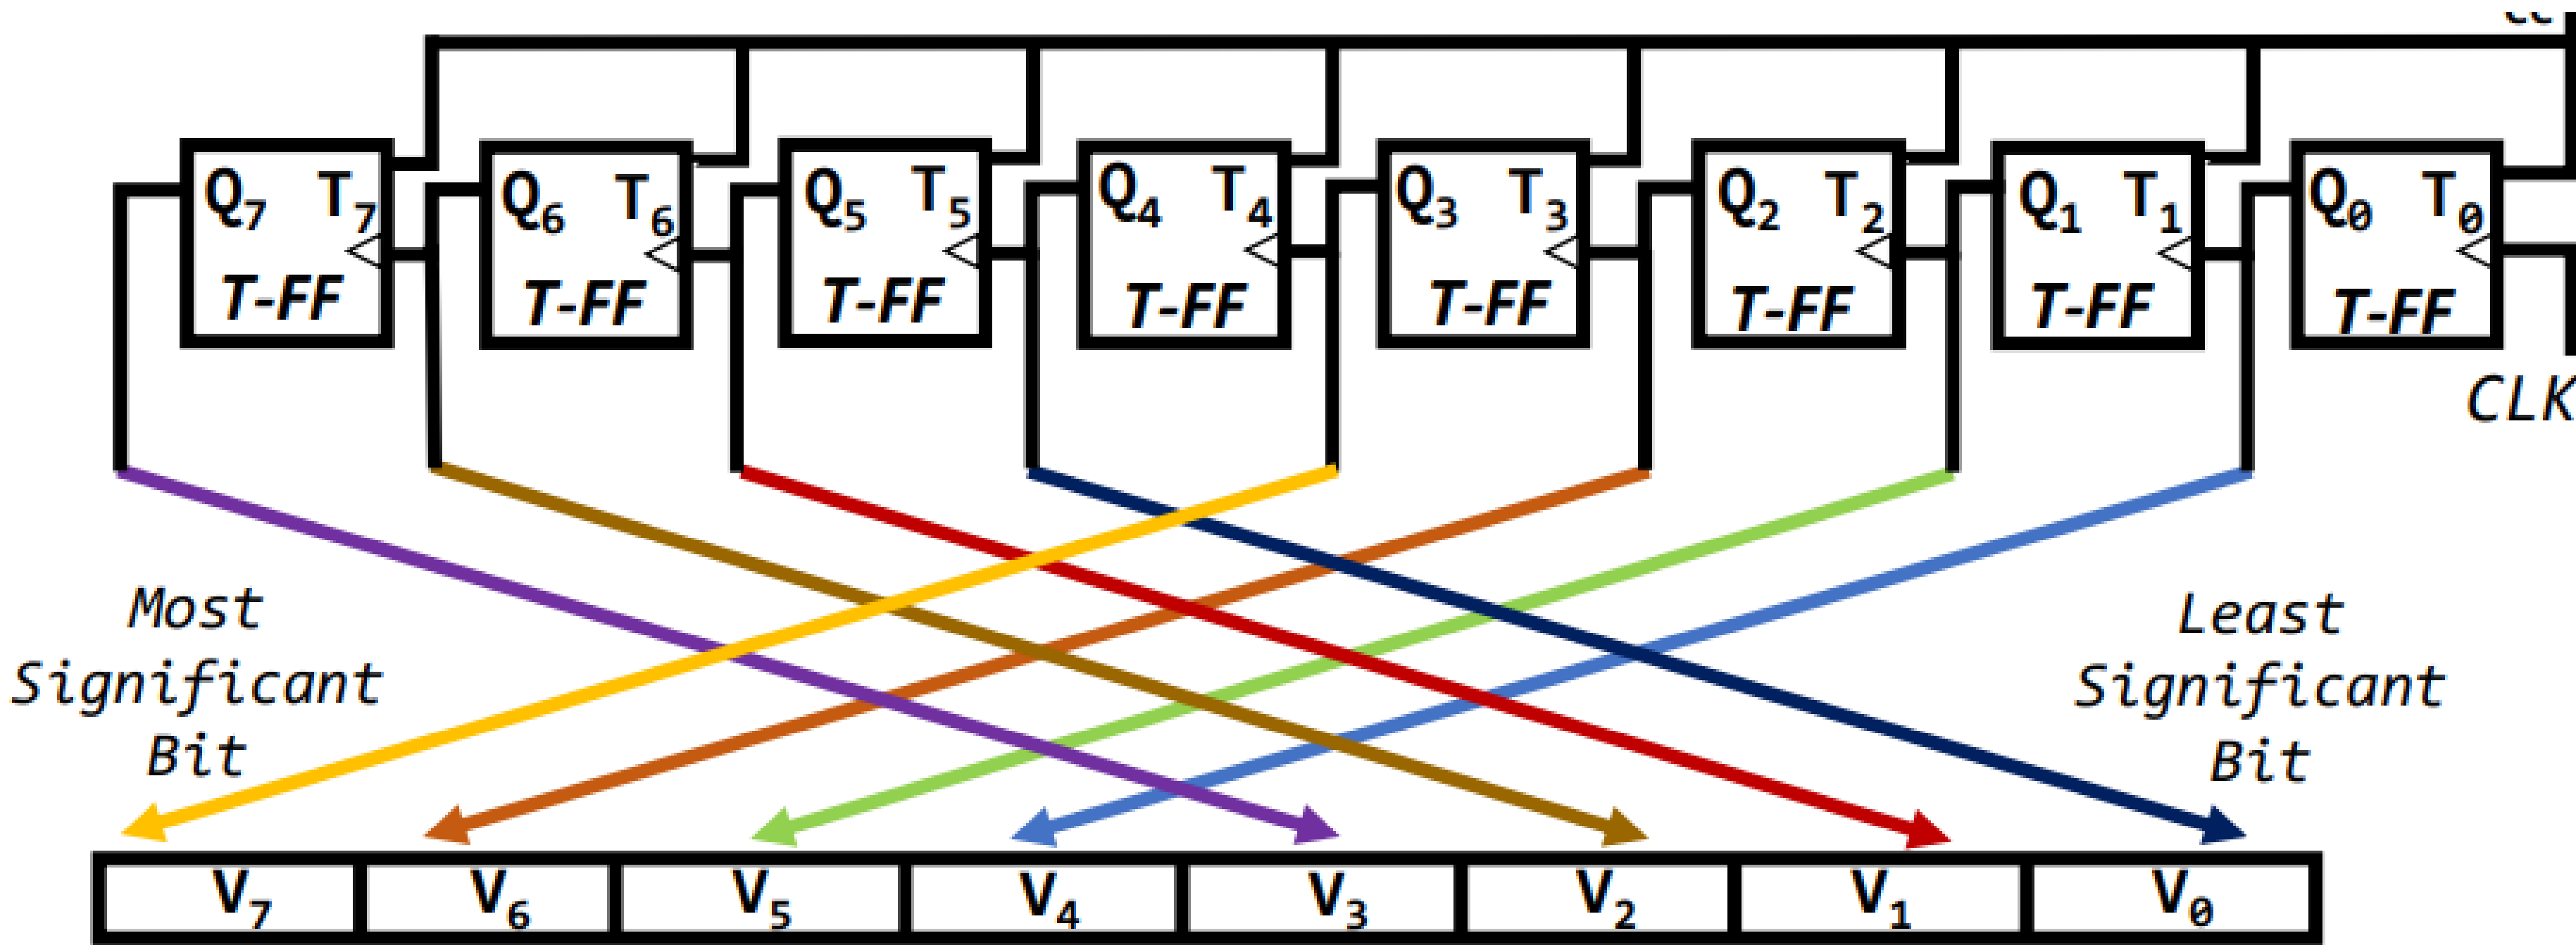 Q₇ T₇ Q₆ T₆ Q₅ T₅ Q₄ T₄ Q₃ T₃ Q₂ T₂ Q₁ T₁ Q₀ T₀
T-FF T-FF T-FF T-FF T-FF T-FF T-FF T-FF
CLK
Most
Significant
Bit
Least
Significant
Bit
V₇ V₆ V₅ V₄ V₃ V₂ V₁ V₀